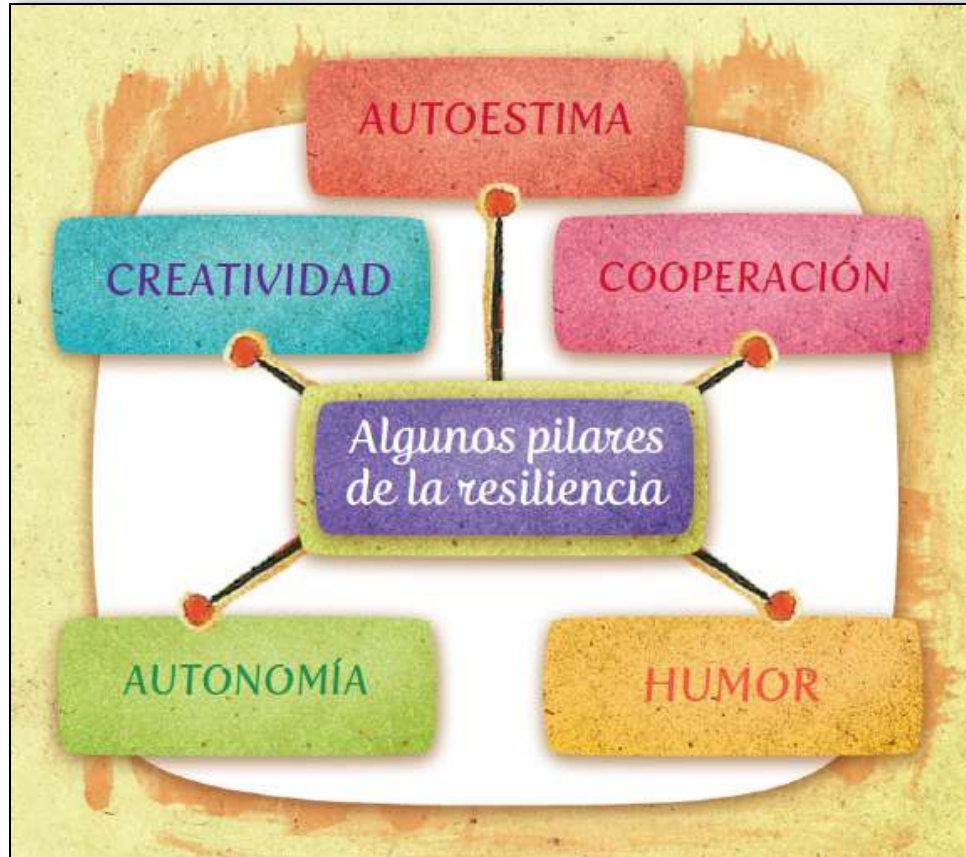 AUTOESTIMA
CREATIVIDAD
COOPERACIÓN
Algunos pilares
de la resiliencia
AUTONOMÍA
HUMOR